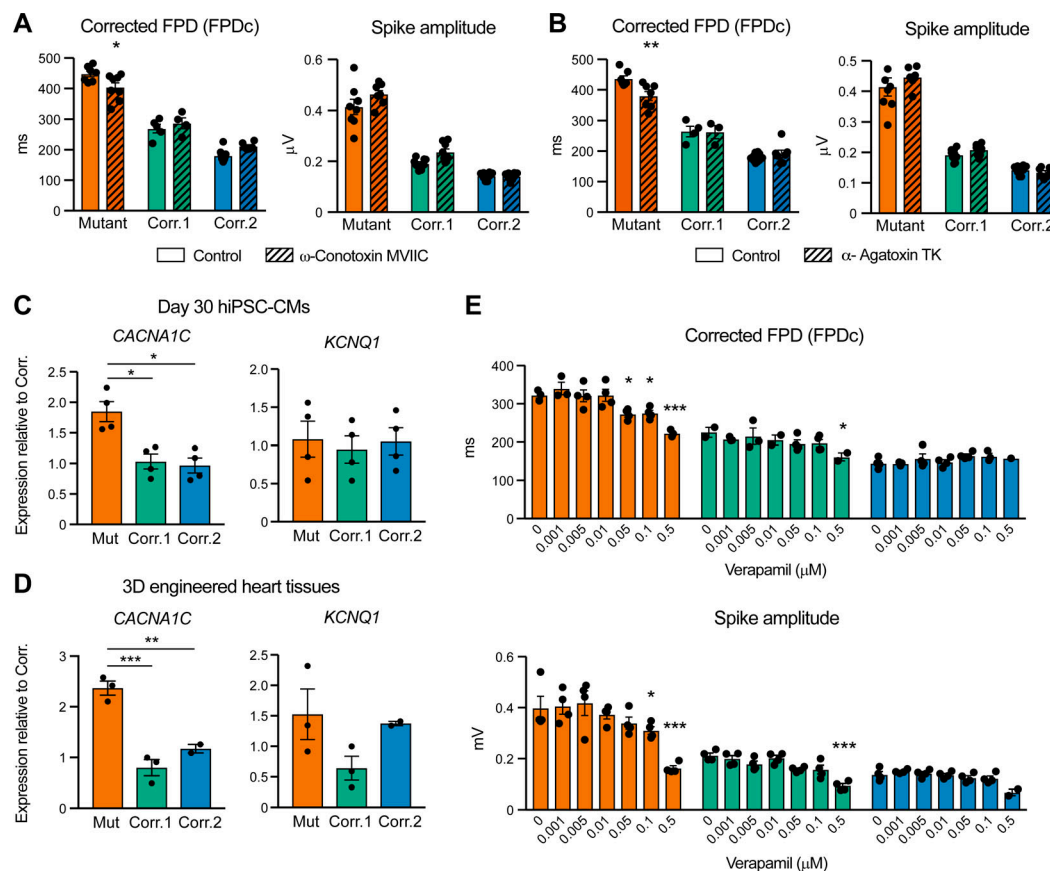 A
Corrected FPD (FPDc)
Spike amplitude
ms
500
400
300
200
100
0
*
Mutant Corr.1 Corr.2
μV
0.6
0.4
0.2
0
Mutant Corr.1 Corr.2
Control ω-Conotoxin MVIIC
B
Corrected FPD (FPDc)
Spike amplitude
ms
500
400
300
200
100
0
**
Mutant Corr.1 Corr.2
μV
0.5
0.4
0.3
0.2
0.1
0
Mutant Corr.1 Corr.2
Control α- Agatoxin TK
C
Day 30 hiPSC-CMs
CACNA1C
KCNQ1
Expression relative to Corr.
2.5
2.0
1.5
1.0
0.5
0
*
*
Mut Corr.1 Corr.2
2.0
1.5
1.0
0.5
0
Mut Corr.1 Corr.2
D
3D engineered heart tissues
CACNA1C
KCNQ1
Expression relative to Corr.
3
2
1
0
**
***
Mut Corr.1 Corr.2
2.5
2.0
1.5
1.0
0.5
0
Mut Corr.1 Corr.2
E
Corrected FPD (FPDc)
ms
400
300
200
100
0
* * ***
*
0 0.001 0.005 0.01 0.05 0.1 0.5 0 0.001 0.005 0.01 0.05 0.1 0.5 0 0.001 0.005 0.01 0.05 0.1 0.5
Verapamil (μM)
Spike amplitude
mV
0.6
0.4
0.2
0
* ***
***
0 0.001 0.005 0.01 0.05 0.1 0.5 0 0.001 0.005 0.01 0.05 0.1 0.5 0 0.001 0.005 0.01 0.05 0.1 0.5
Verapamil (μM)